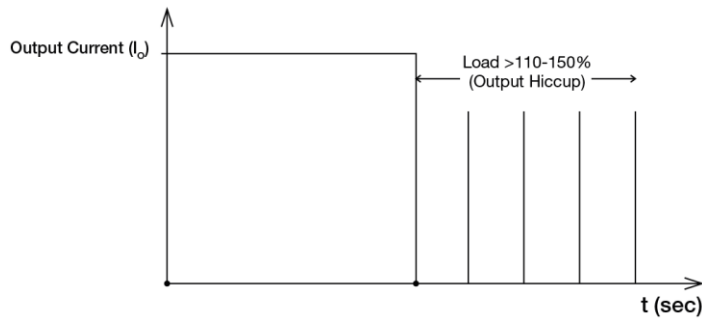 Output Current (Iₒ)
Load >110-150%
(Output Hiccup)
t (sec)